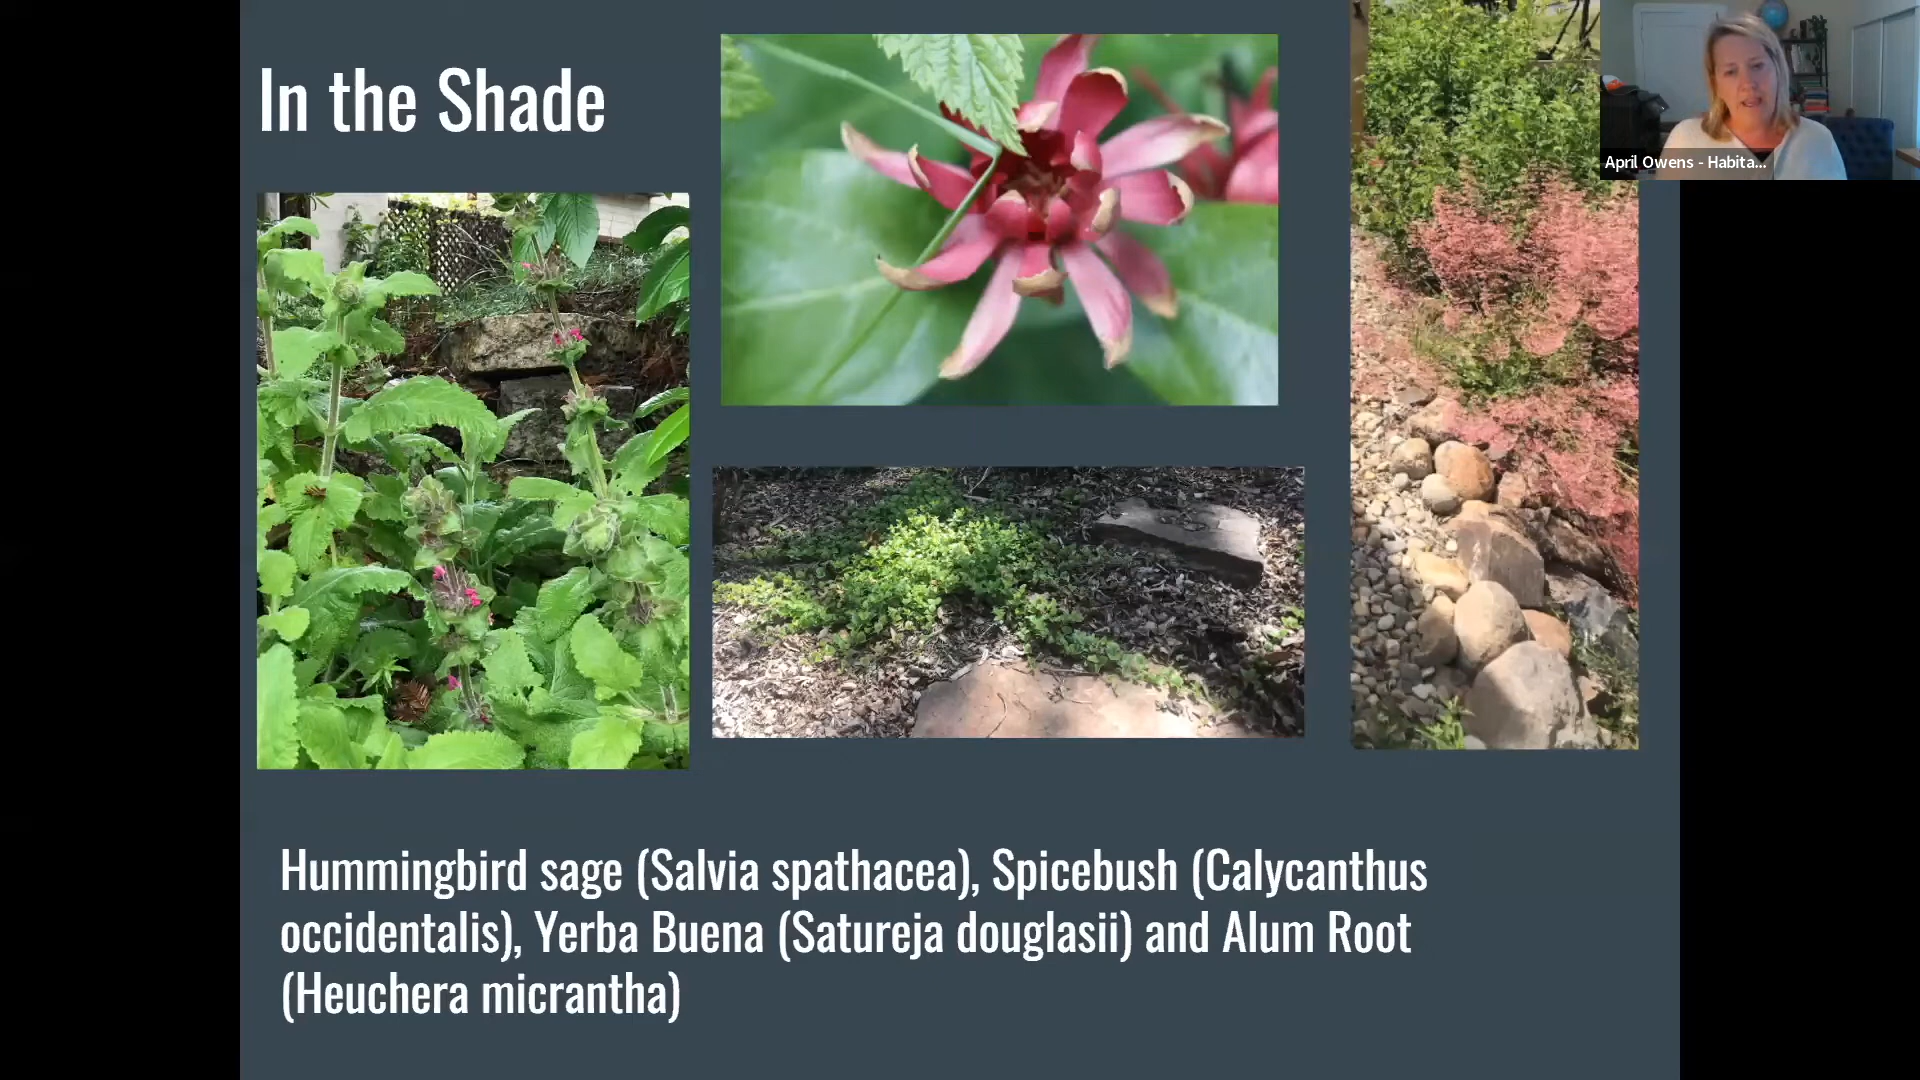 In the Shade
April Owens - Habita...
Hummingbird sage (Salvia spathacea), Spicebush (Calycanthus
occidentalis), Yerba Buena (Satureja douglasii) and Alum Root
(Heuchera micrantha)